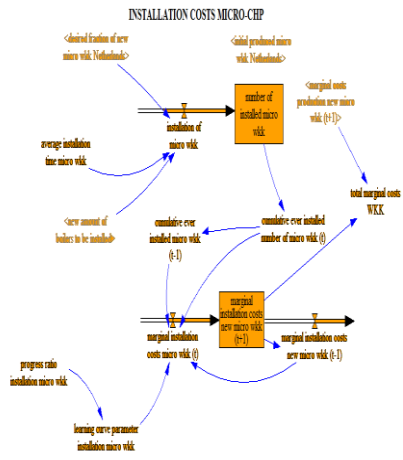 INSTALLATION COSTS MICRO-CHP
<desired fraction of new
micro wkk Netherlands>
<initial produced micro
wkk Netherlands>
<marginal costs
production new micro
wkk (t+1)>
number of
installed micro
wkk
installation of
micro wkk
average installation
time micro wkk
total marginal costs
WKK
<new amount of
boilers to be installed>
cumulative ever
installed micro wkk
(t-1)
cumulative ever installed
number of micro wkk (t)
marginal
installation costs
new micro wkk
(t+1)
marginal installation
costs micro wkk (t)
marginal installation costs
new micro wkk (t-1)
progress ratio
installation micro wkk
learning curve parameter
installation micro wkk